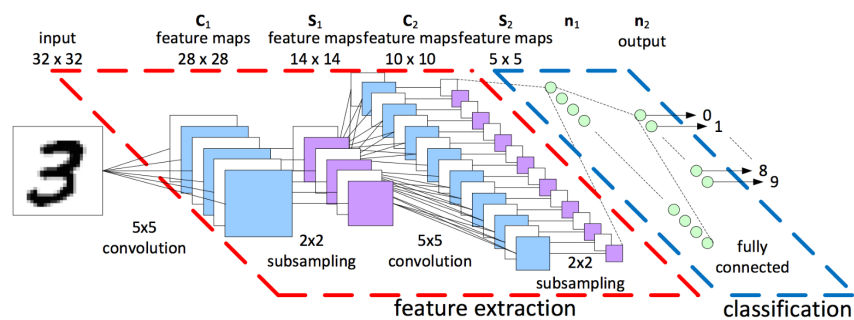 input
32 x 32
C1
feature maps
28 x 28
S1
feature maps
14 x 14
C2
feature maps
10 x 10
S2
feature maps
5 x 5
n1
n2
output
3
0
1
8
9
5x5
convolution
2x2
subsampling
5x5
convolution
2x2
subsampling
fully
connected
feature extraction
classification